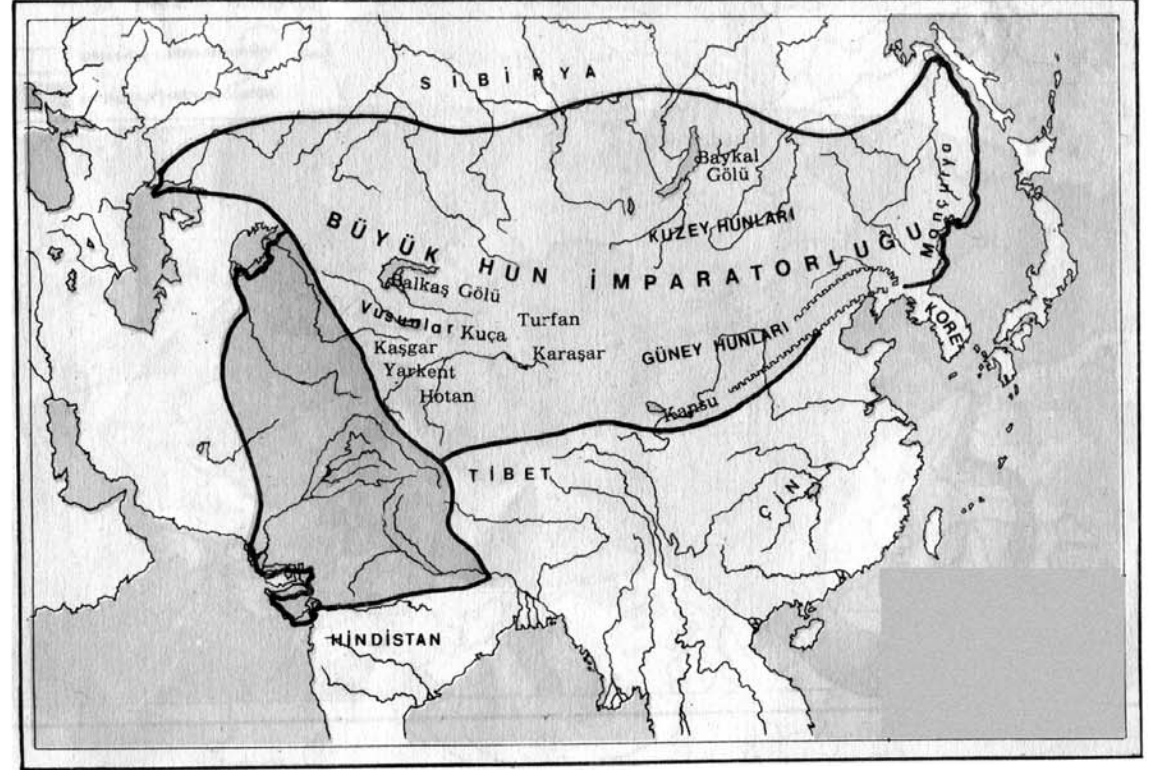 SİBİRYA
Baykal
Gölü
Mançurya
KUZEY HUNLARI
BÜYÜK HUN İMPARATORLUĞU
Balkaş Gölü
Vusunlar
Kuça
Turfan
Kaşgar
Karaşar
Yarkent
Hotan
GÜNEY HUNLARI
KORE
Kansu
TİBET
ÇİN
HİNDİSTAN